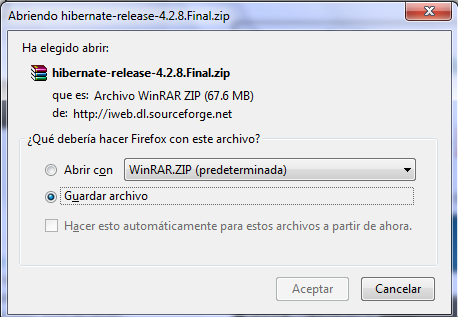 Abriendo hibernate-release-4.2.8.Final.zip
Ha elegido abrir:
hibernate-release-4.2.8.Final.zip
que es: Archivo WinRAR ZIP (67.6 MB)
de: http://iweb.dl.sourceforge.net
¿Qué debería hacer Firefox con este archivo?
Abrir con WinRAR.ZIP (predeterminada)
Guardar archivo
Hacer esto automáticamente para estos archivos a partir de ahora.
Aceptar Cancelar